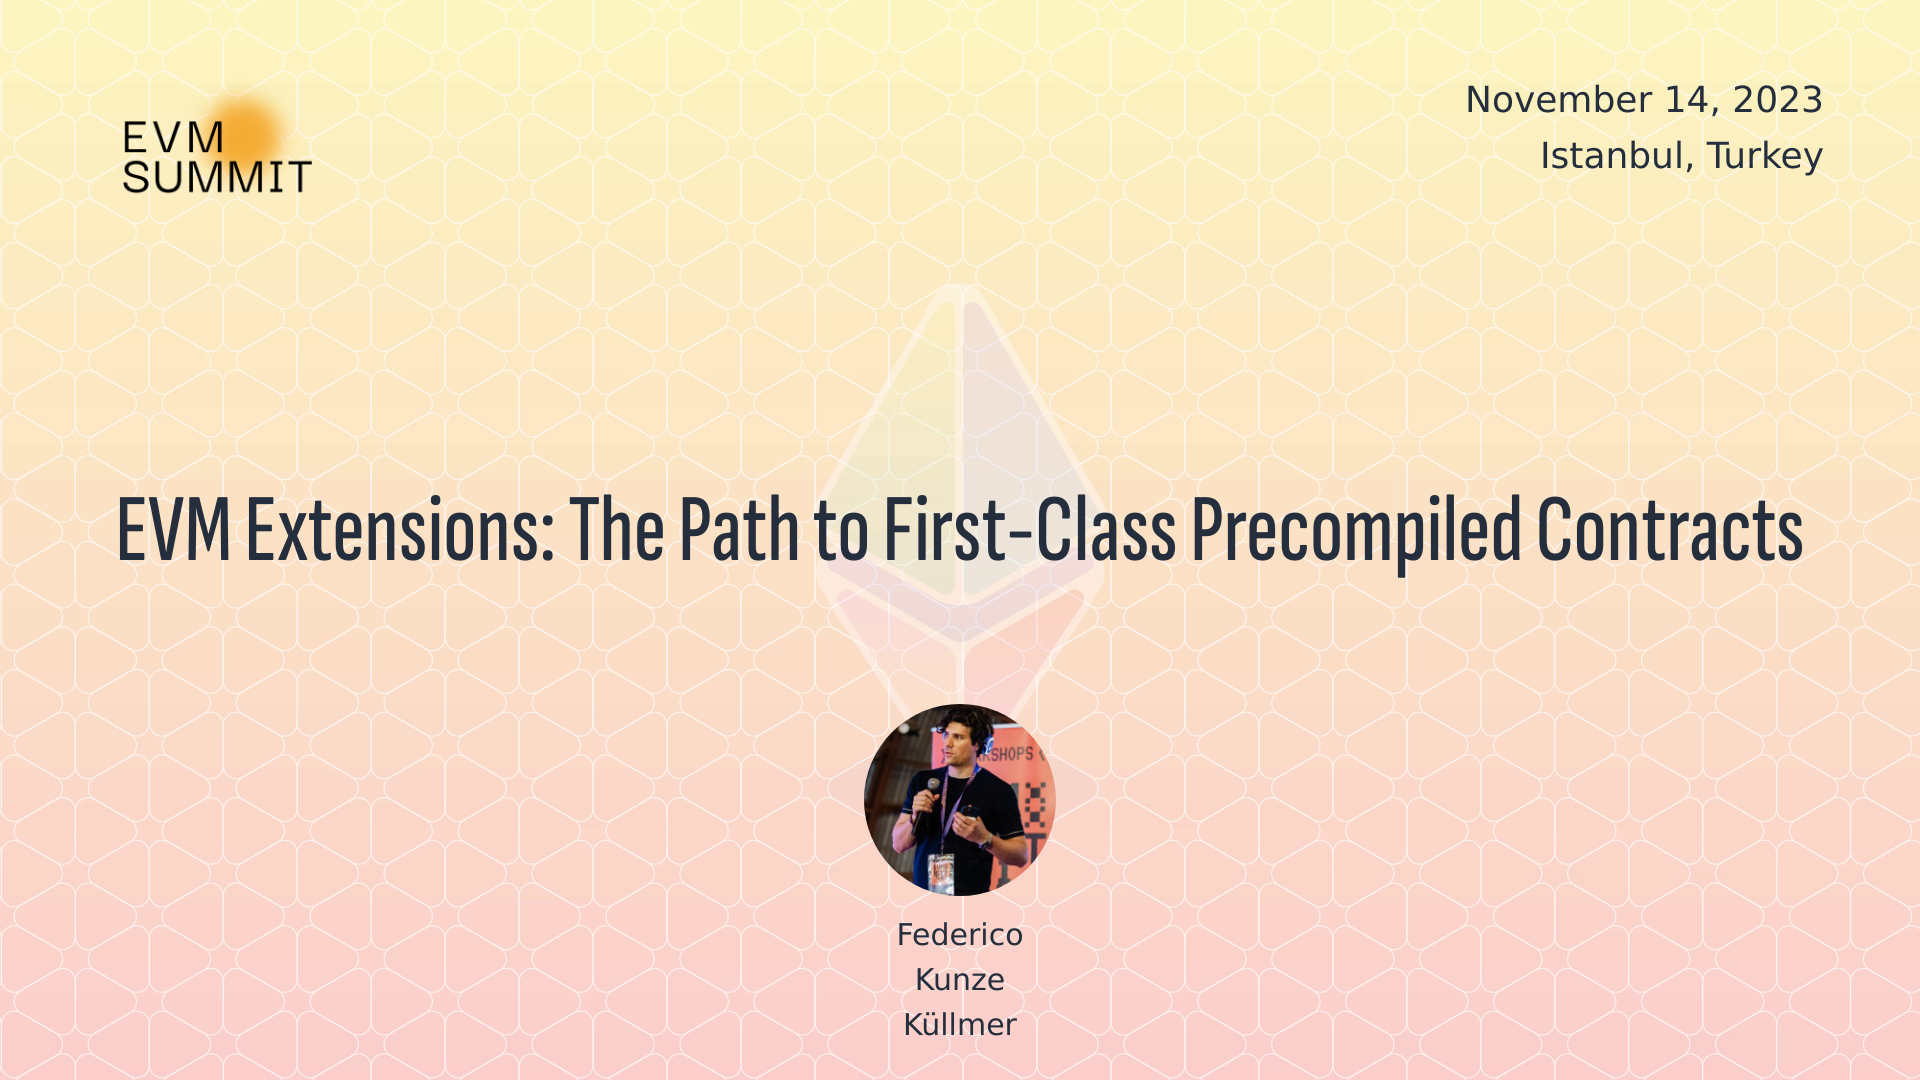 EVM
SUMMIT
November 14, 2023
Istanbul, Turkey
EVM Extensions: The Path to First-Class Precompiled Contracts
Federico
Kunze
Küllmer